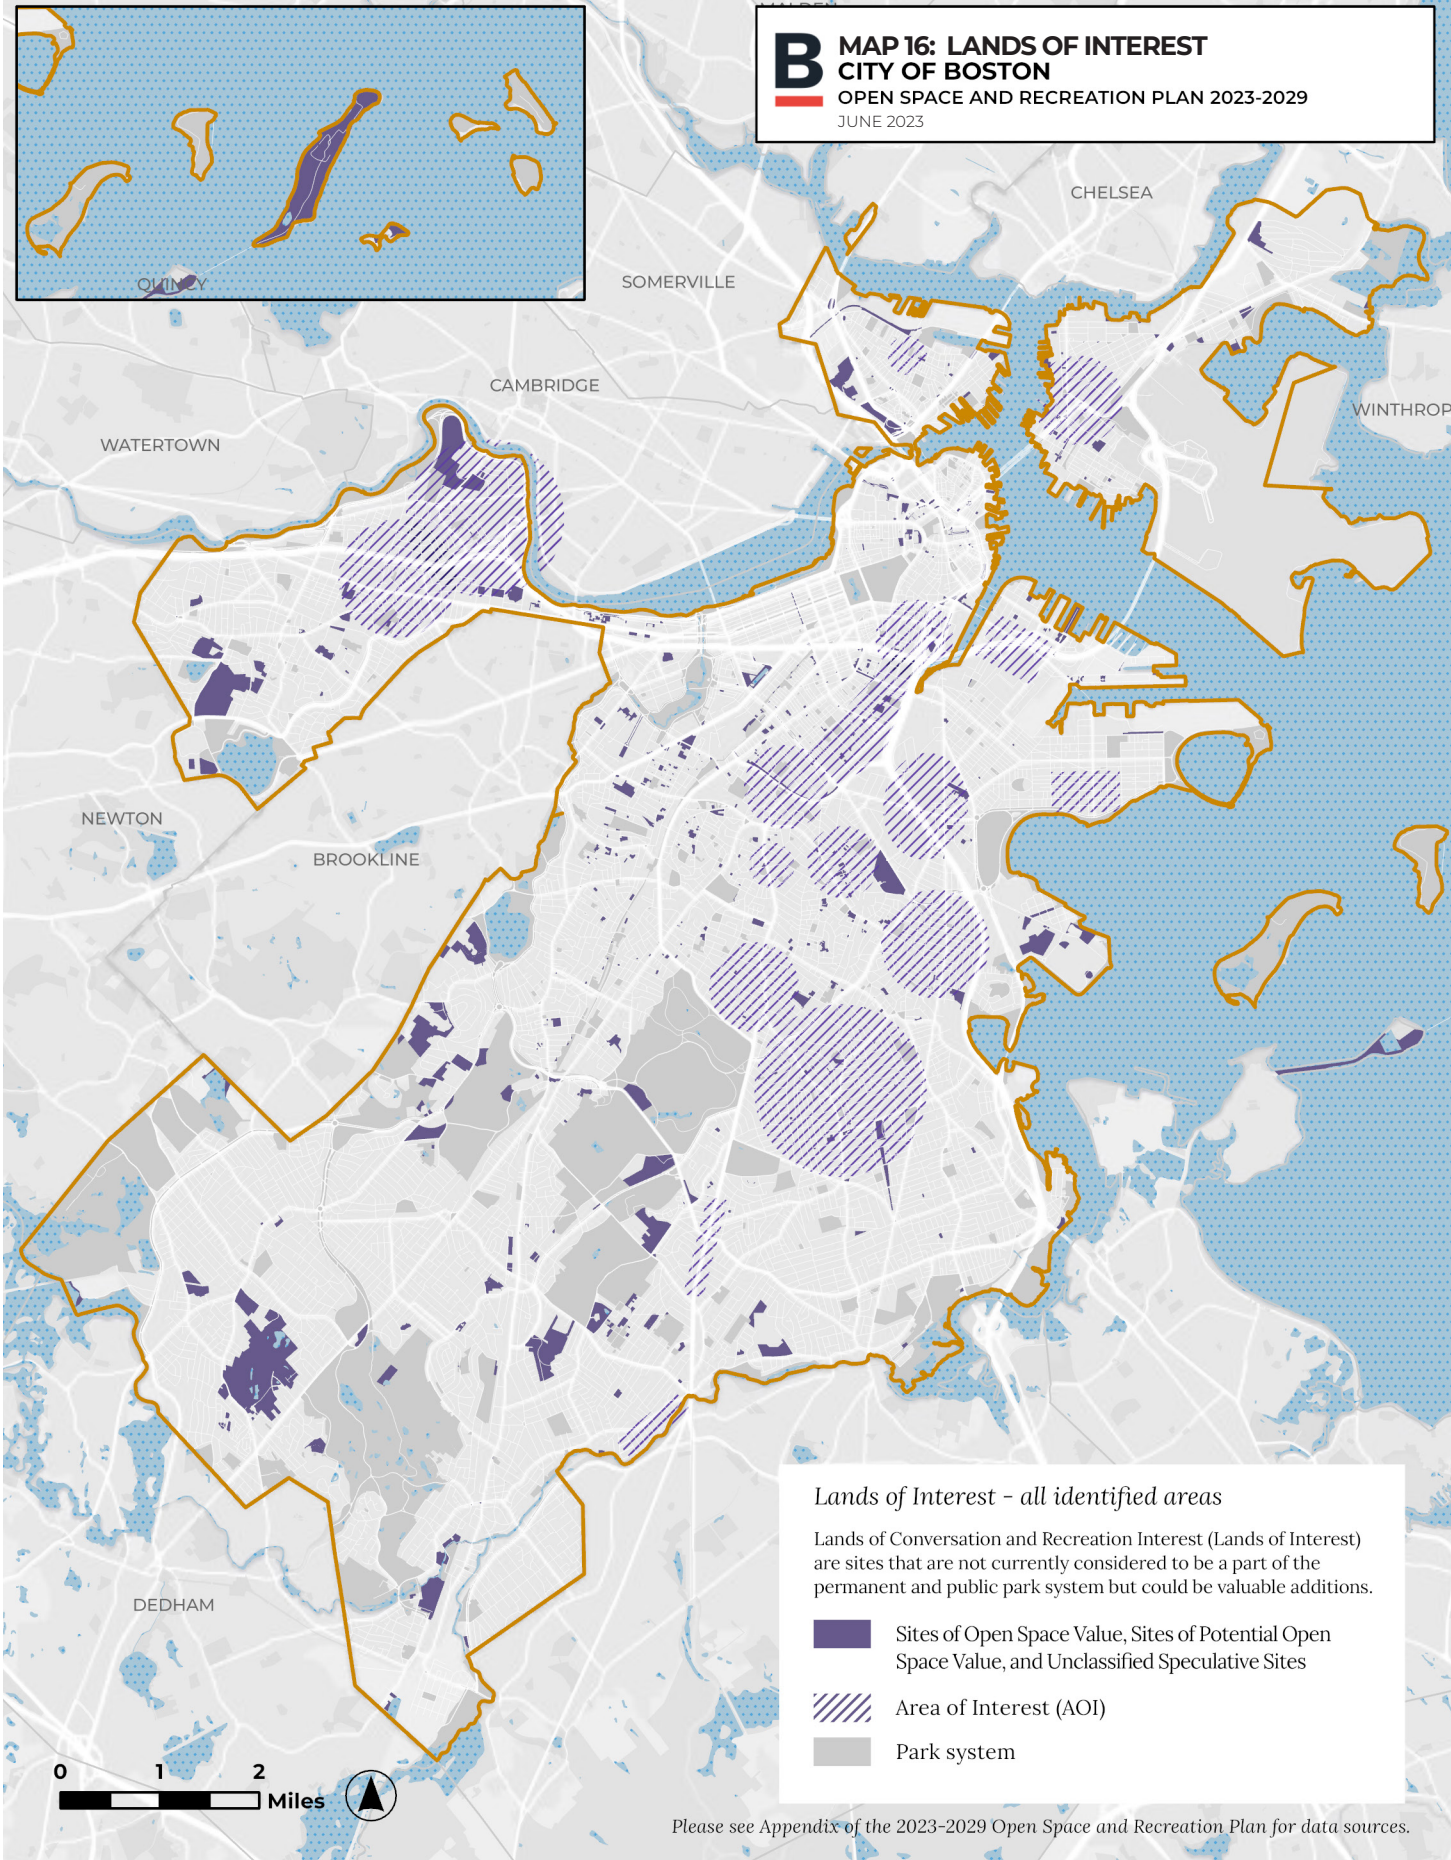 MALDEN
B
MAP 16: LANDS OF INTEREST
CITY OF BOSTON
OPEN SPACE AND RECREATION PLAN 2023-2029
JUNE 2023
CHELSEA
QUINCY
SOMERVILLE
CAMBRIDGE
WINTHROP
WATERTOWN
NEWTON
BROOKLINE
DEDHAM
Lands of Interest - all identified areas
Lands of Conversation and Recreation Interest (Lands of Interest)
are sites that are not currently considered to be a part of the
permanent and public park system but could be valuable additions.
Sites of Open Space Value, Sites of Potential Open
Space Value, and Unclassified Speculative Sites
Area of Interest (AOI)
Park system
0 1 2
Miles
Please see Appendix of the 2023-2029 Open Space and Recreation Plan for data sources.